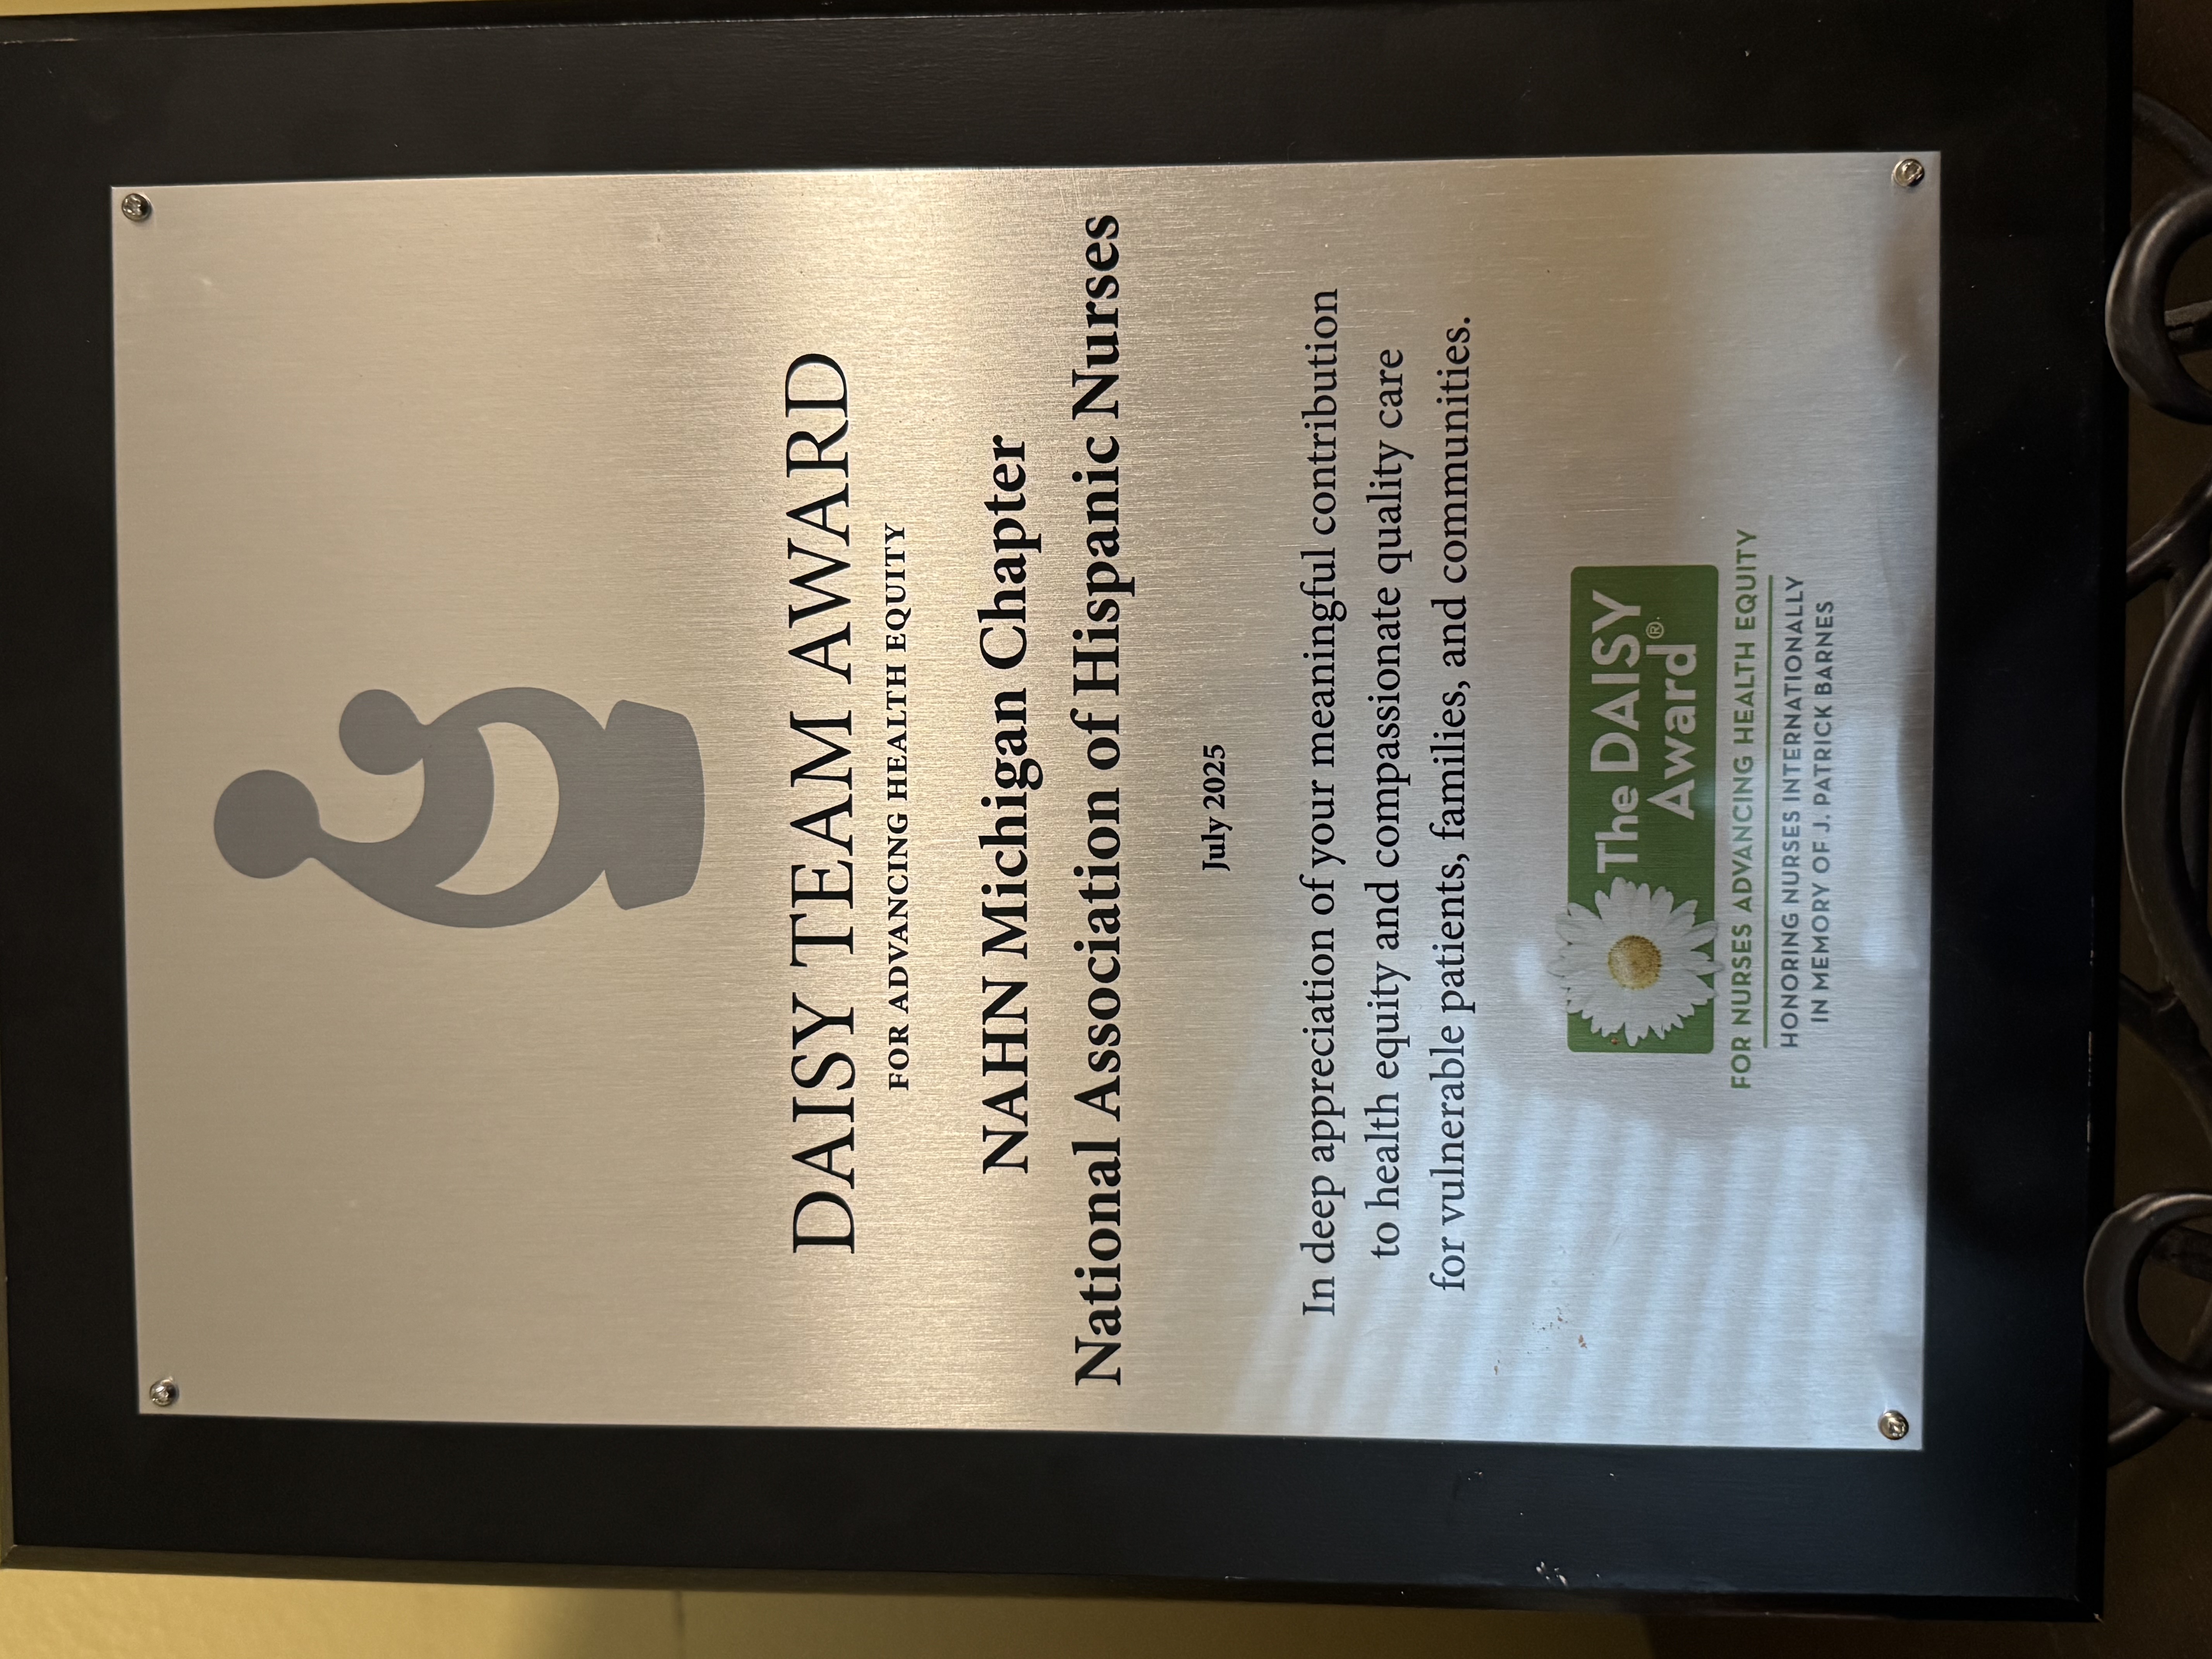 DAISY TEAM AWARD
FOR ADVANCING HEALTH EQUITY
NAHN Michigan Chapter
National Association of Hispanic Nurses
July 2025
In deep appreciation of your meaningful contribution
to health equity and compassionate quality care
for vulnerable patients, families, and communities.
The DAISY
Award®.
FOR NURSES ADVANCING HEALTH EQUITY
HONORING NURSES INTERNATIONALLY
IN MEMORY OF J. PATRICK BARNES